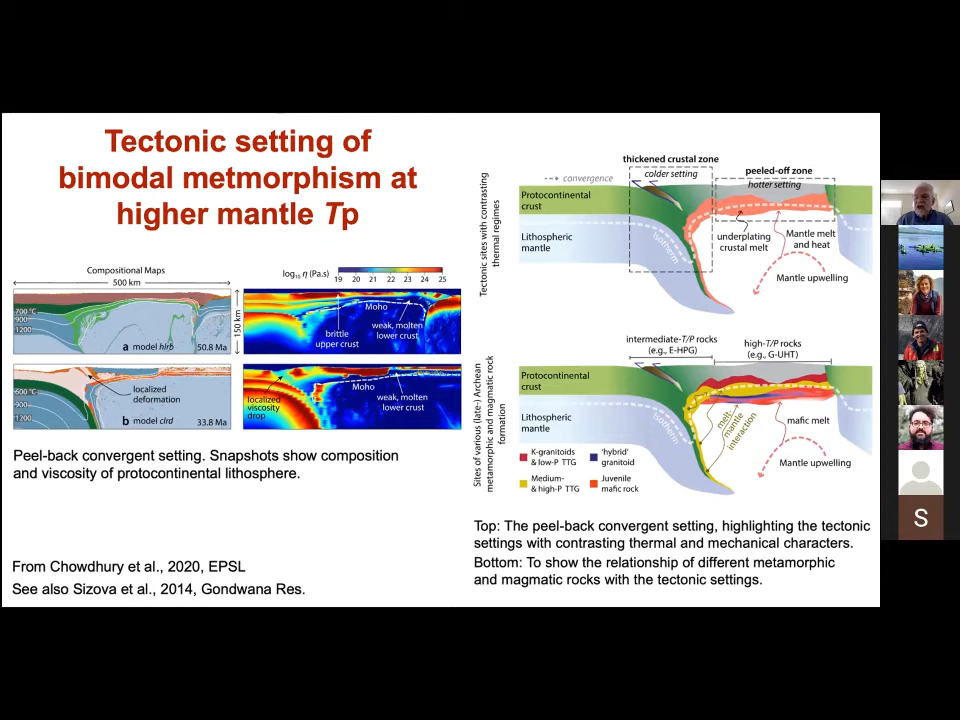 Tectonic setting of
bimodal metmorphism at
higher mantle Tp
Compositional Maps
500 km
log10 η (Pa.s)
19 20 21 22 23 24 25
150 km
700 °C
900
1200
a model hlrb
50.8 Ma
Moho
brittle
upper crust
weak, molten
lower crust
600 °C
900
1200
localized
deformation
b model clrd
33.8 Ma
localized
viscosity
drop
Moho
weak, molten
lower crust
Peel-back convergent setting. Snapshots show composition
and viscosity of protocontinental lithosphere.
From Chowdhury et al., 2020, EPSL
See also Sizova et al., 2014, Gondwana Res.
Tectonic sites with contrasting
thermal regimes
convergence
thickened crustal zone
colder setting
peeled-off zone
hotter setting
Protocontinental
crust
Lithospheric
mantle
Isotherm
underplating
crustal melt
Mantle melt
and heat
Mantle upwelling
Sites of various (late-) Archean
metamorphic and magmatic rock
formation
intermediate-T/P rocks
(e.g., E-HPG)
high-T/P rocks
(e.g., G-UHT)
Protocontinental
crust
Lithospheric
mantle
Isotherm
melt-
mantle
interaction
mafic melt
Mantle upwelling
K-granitoids
& low-P TTG
'hybrid'
granitoid
Medium-
& high-P TTG
Juvenile
mafic rock
Top: The peel-back convergent setting, highlighting the tectonic
settings with contrasting thermal and mechanical characters.
Bottom: To show the relationship of different metamorphic
and magmatic rocks with the tectonic settings.
S